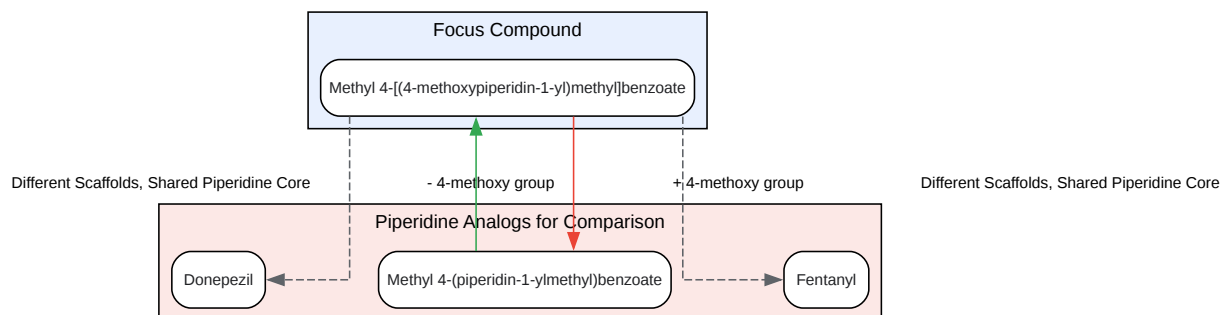 Focus Compound
Methyl 4-[(4-methoxypiperidin-1-yl)methyl]benzoate
Different Scaffolds, Shared Piperidine Core
- 4-methoxy group
+ 4-methoxy group
Different Scaffolds, Shared Piperidine Core
Piperidine Analogs for Comparison
Donepezil
Methyl 4-(piperidin-1-ylmethyl)benzoate
Fentanyl